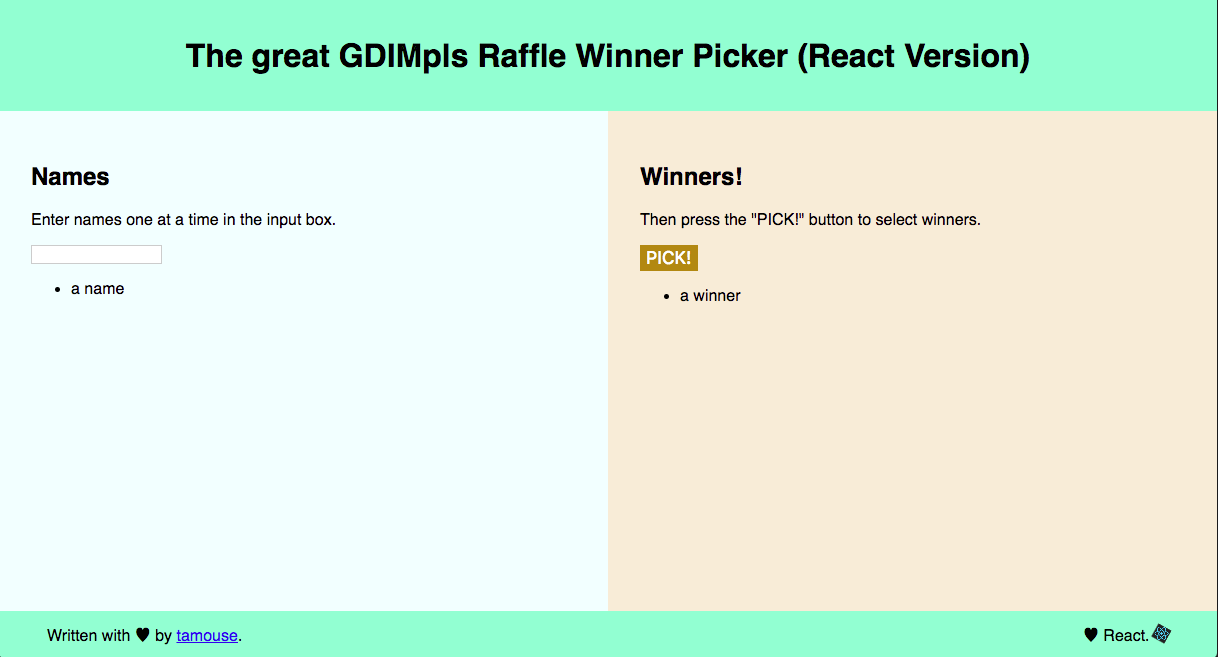 The great GDIMpls Raffle Winner Picker (React Version)
Names
Enter names one at a time in the input box.
• a name
Winners!
Then press the "PICK!" button to select winners.
PICK!
• a winner
Written with ♥ by tamouse.
♥ React.